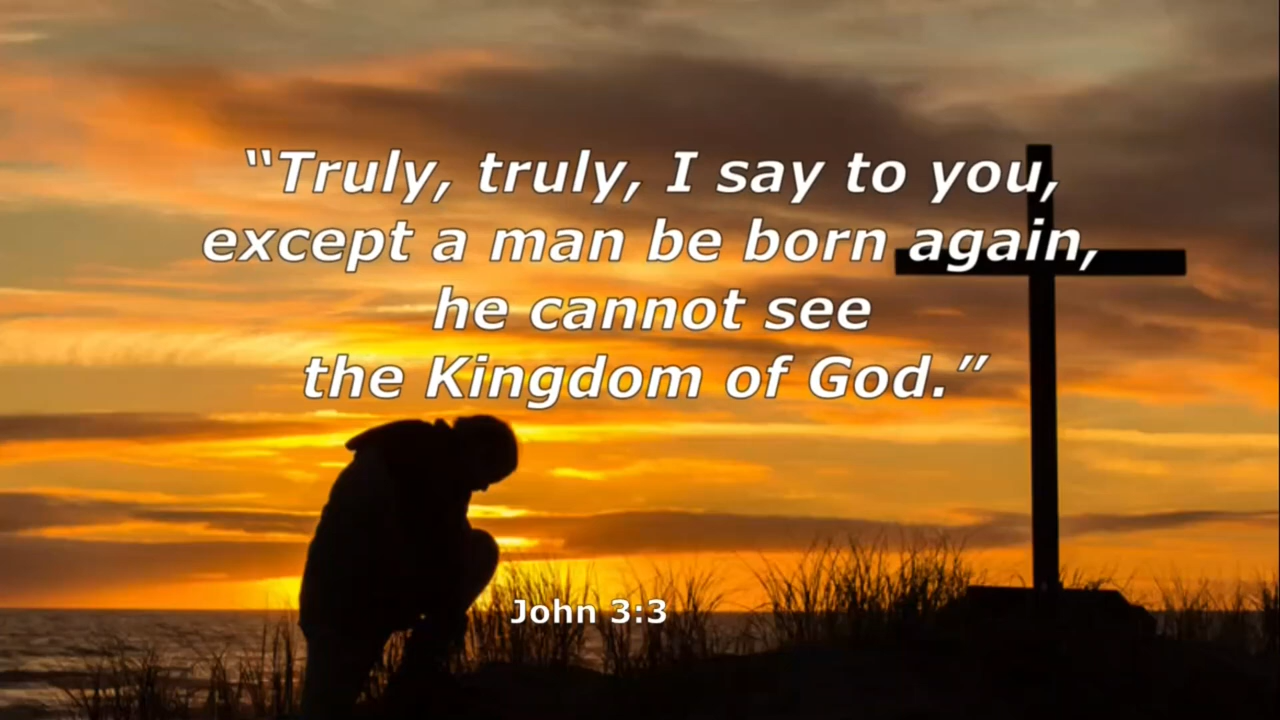 “Truly, truly, I say to you,
except a man be born again,
he cannot see
the Kingdom of God.”
John 3:3